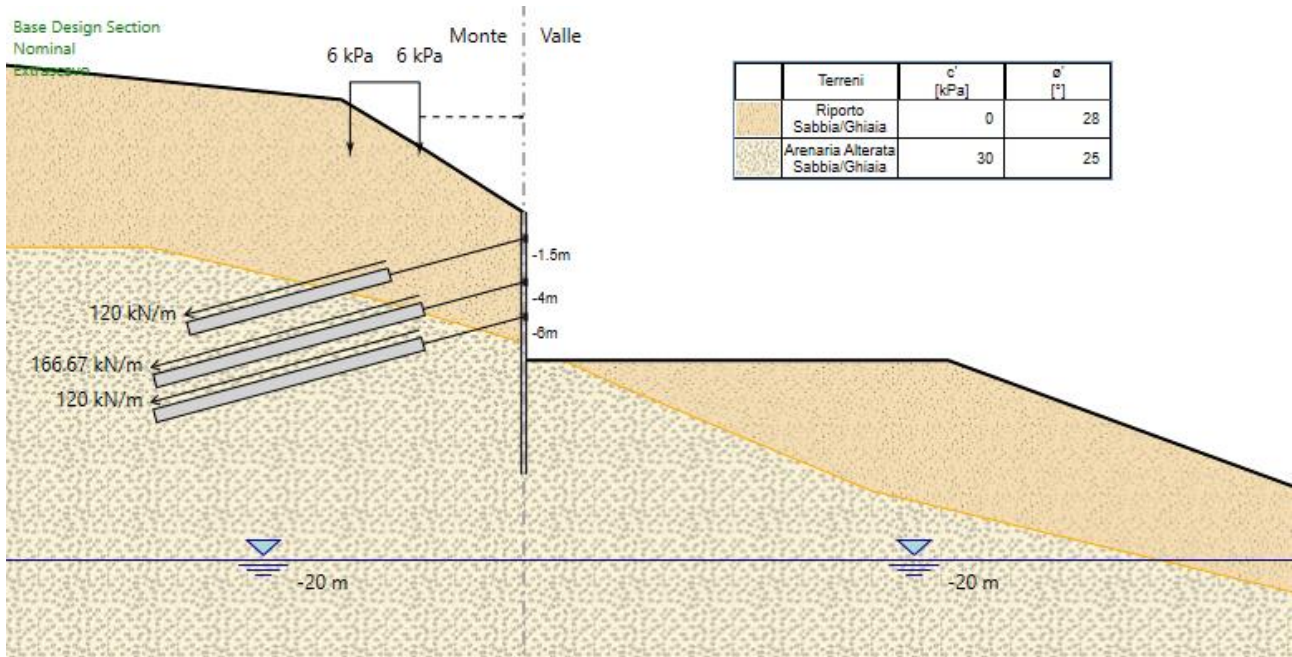 Base Design Section
Nominal
Extrascavo
Monte
Valle
6 kPa
6 kPa
Terreni
c'
[kPa]
ø'
[°]
Riporto
Sabbia/Ghiaia
0
28
Arenaria Alterata
Sabbia/Ghiaia
30
25
-1.5m
-4m
-6m
120 kN/m
166.67 kN/m
120 kN/m
-20 m
-20 m